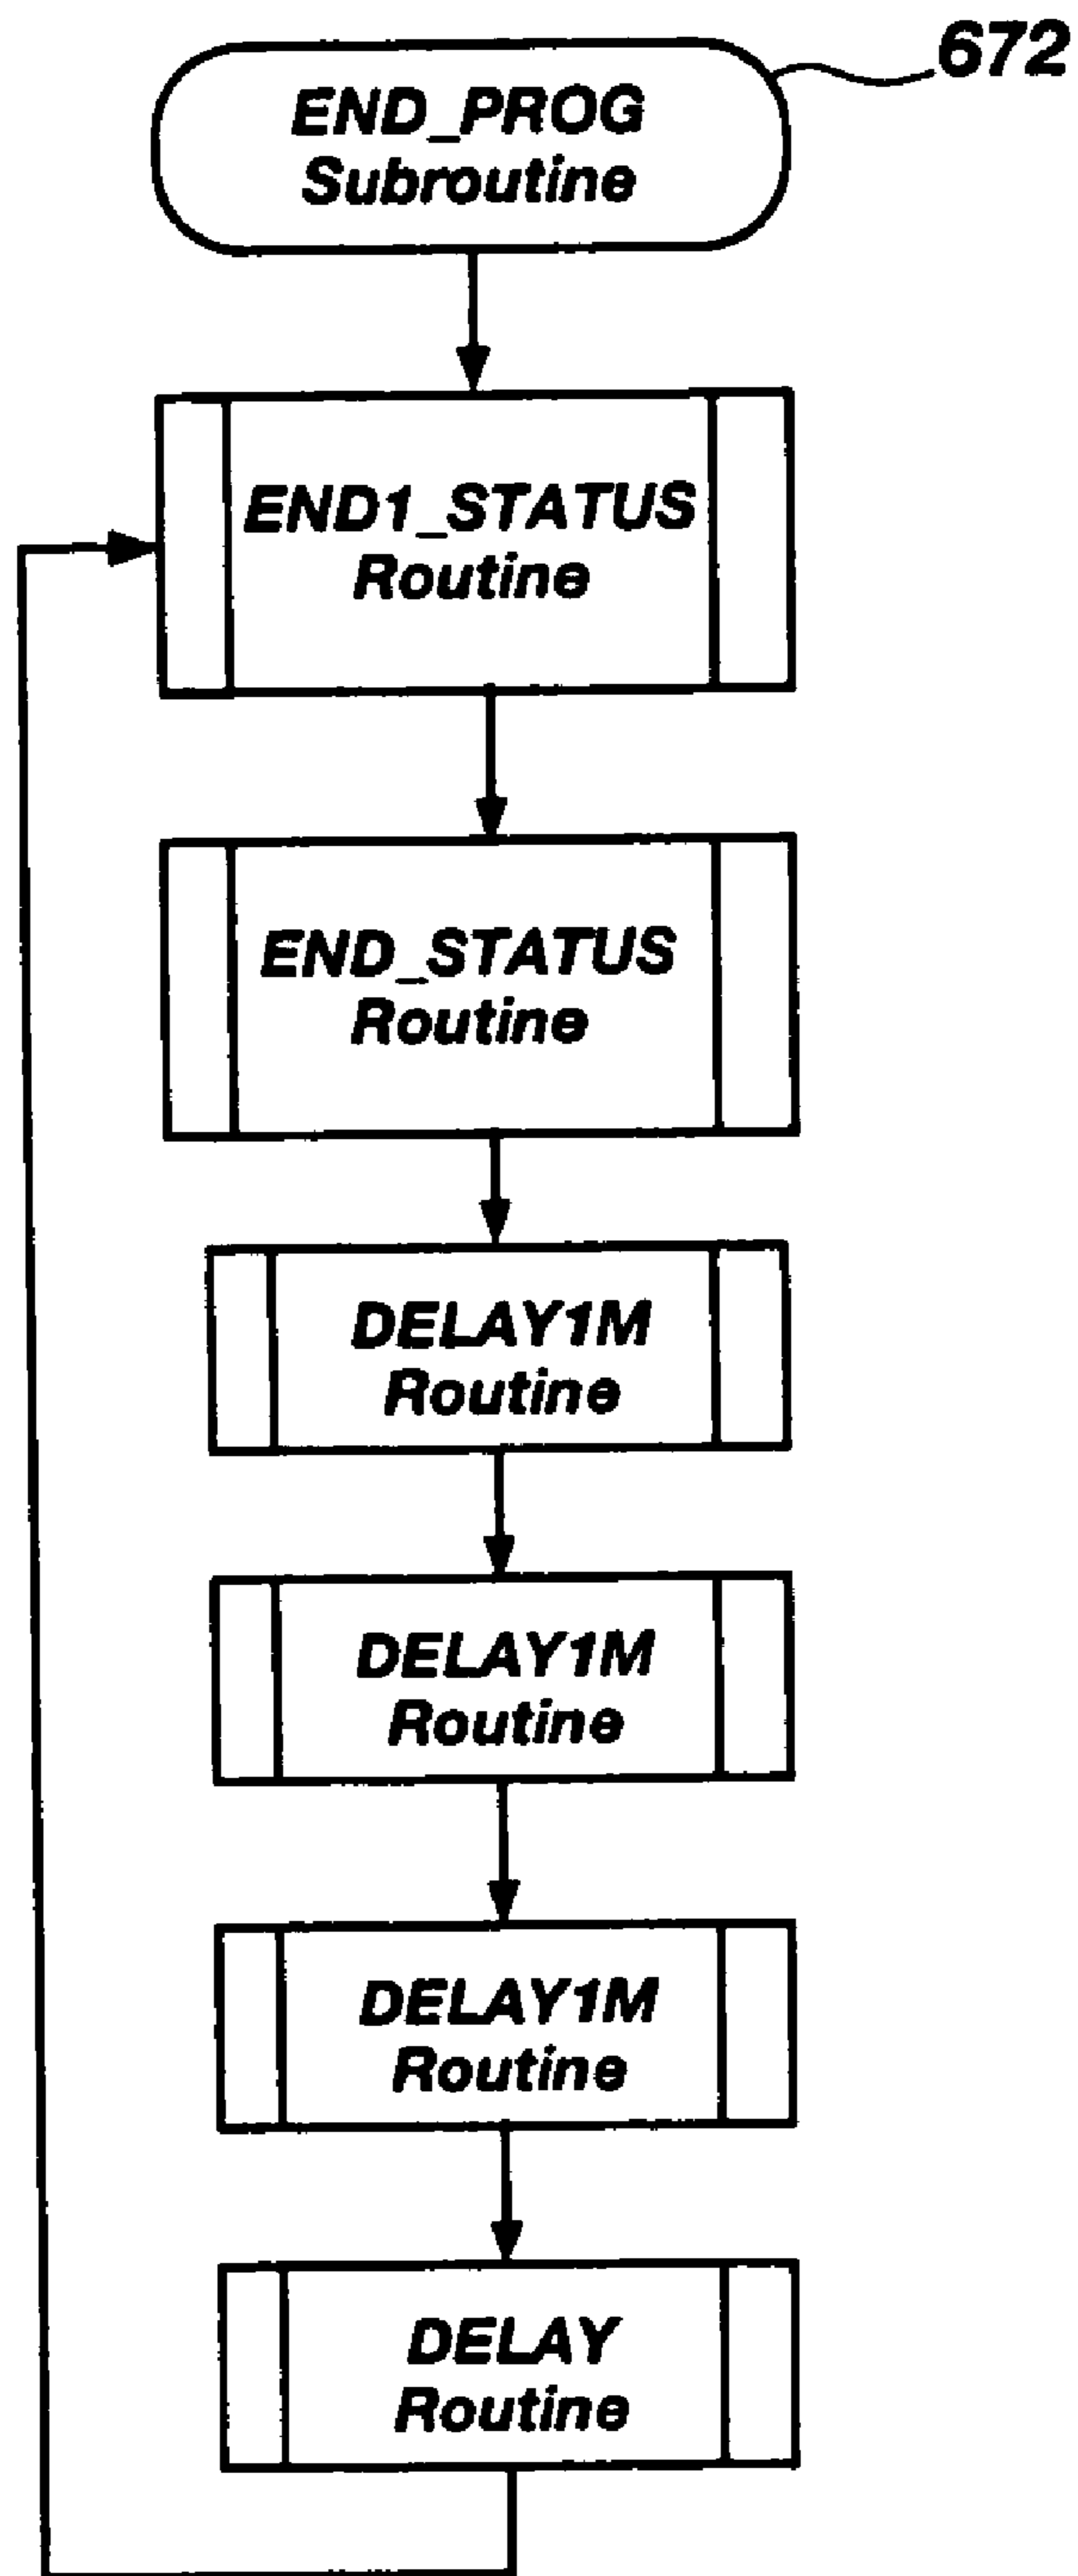 672
END_PROG
Subroutine
END1_STATUS
Routine
END_STATUS
Routine
DELAY1M
Routine
DELAY1M
Routine
DELAY1M
Routine
DELAY
Routine